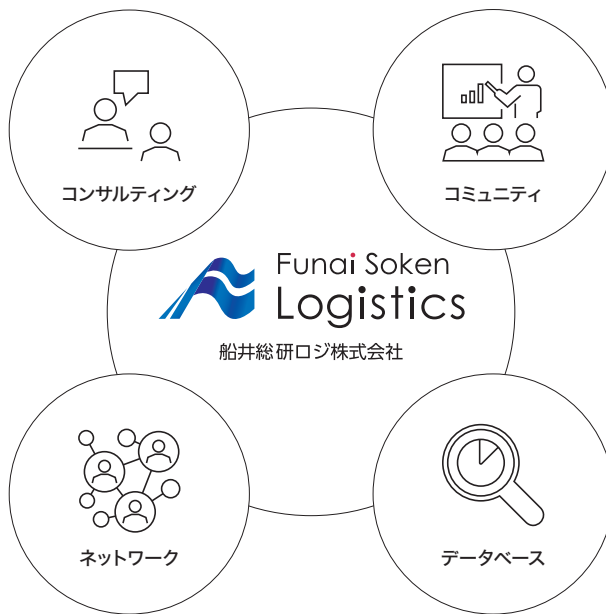 コンサルティング
コミュニティ
Funai Soken
Logistics
船井総研ロジ株式会社
ネットワーク
データベース